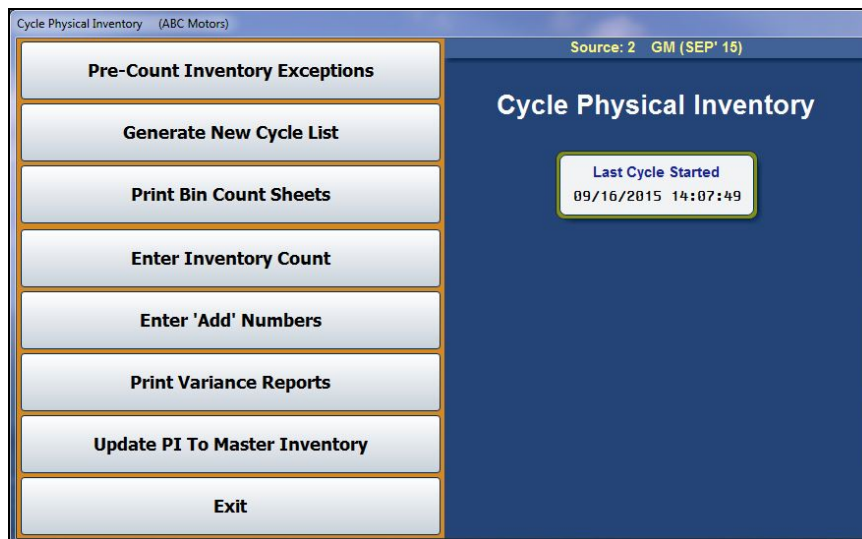 Cycle Physical Inventory (ABC Motors)
Source: 2 GM (SEP' 15)
Pre-Count Inventory Exceptions
Generate New Cycle List
Print Bin Count Sheets
Enter Inventory Count
Enter 'Add' Numbers
Print Variance Reports
Update PI To Master Inventory
Exit
Cycle Physical Inventory
Last Cycle Started
09/16/2015 14:07:49